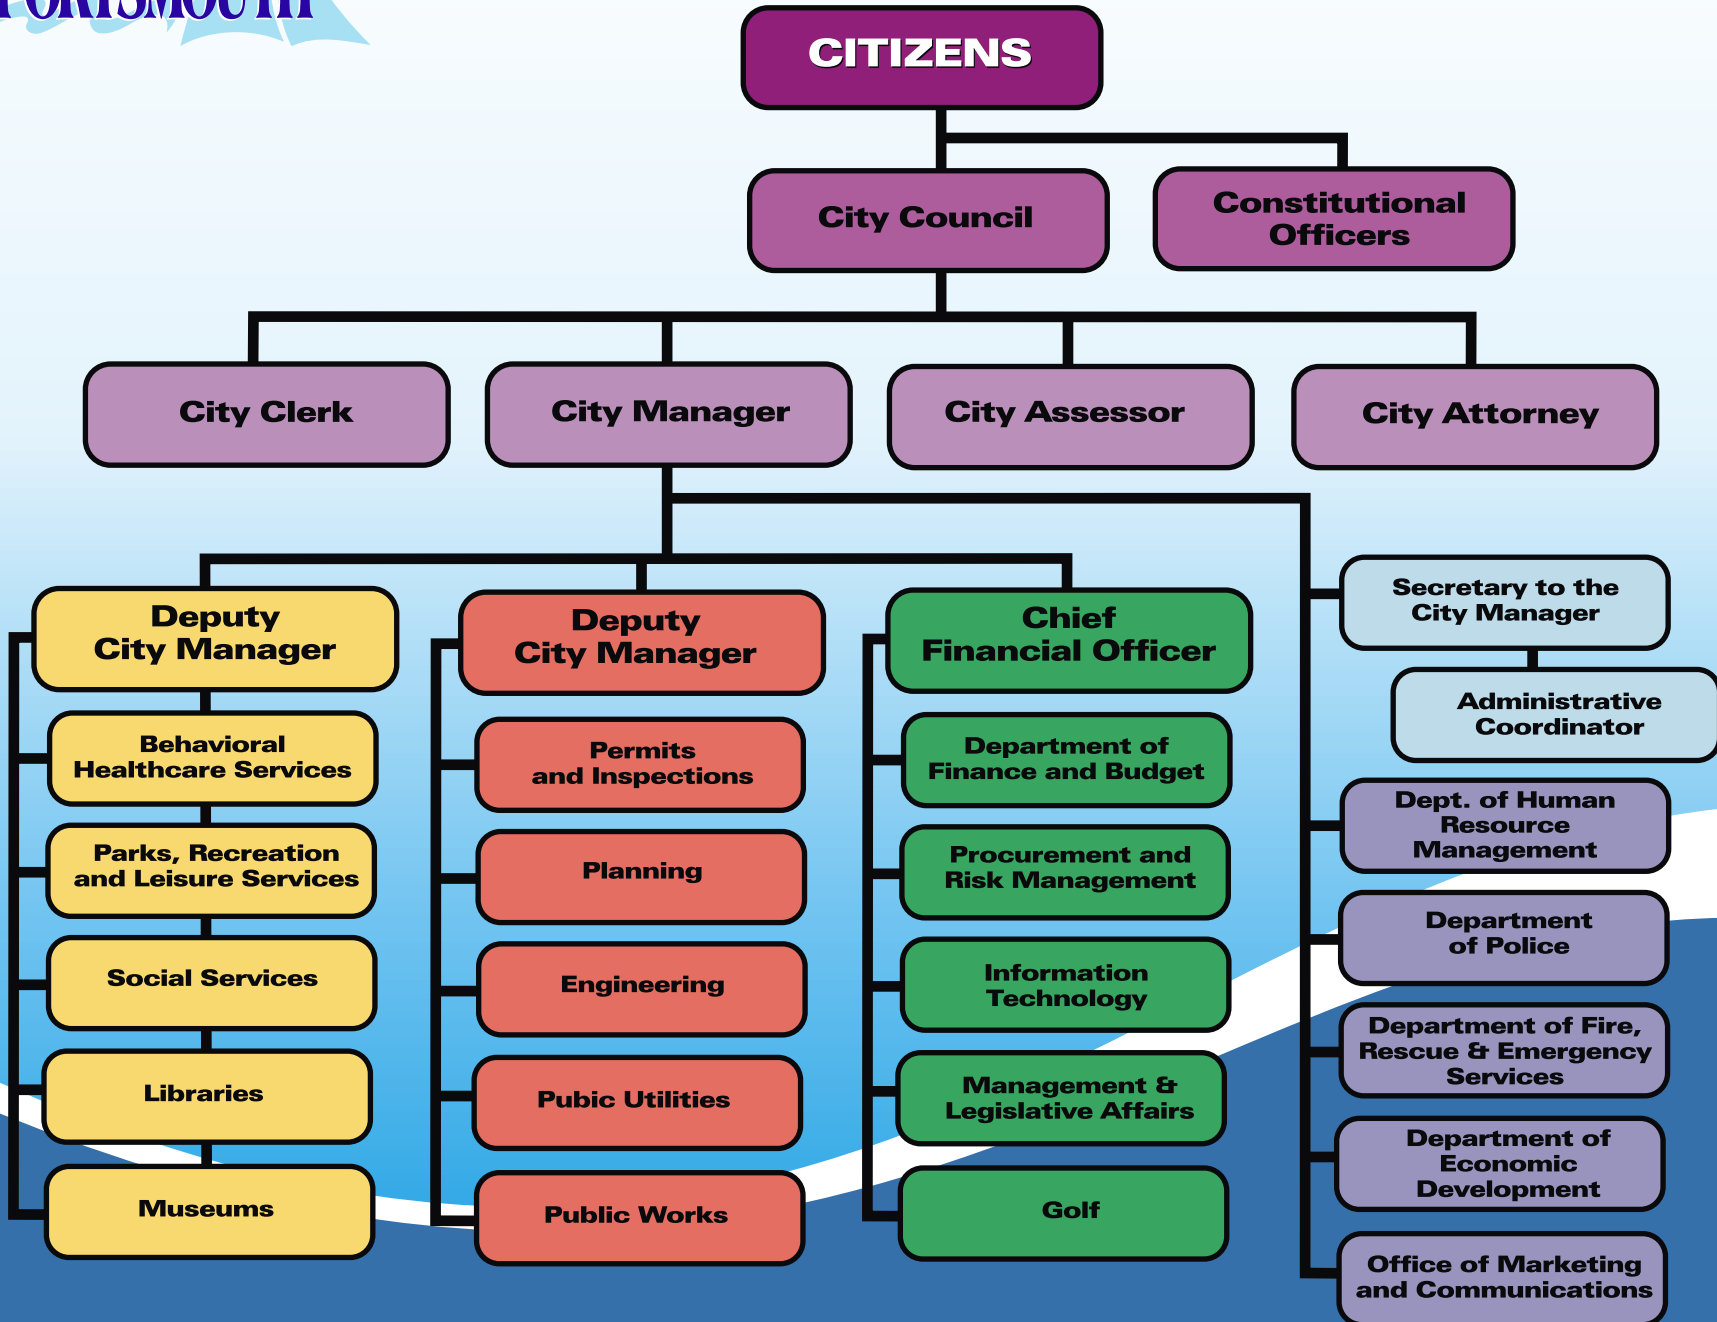 PORTSMOUTH
CITIZENS
City Council
Constitutional
Officers
City Clerk
City Manager
City Assessor
City Attorney
Deputy
City Manager
Behavioral
Healthcare Services
Parks, Recreation
and Leisure Services
Social Services
Libraries
Museums
Deputy
City Manager
Permits
and Inspections
Planning
Engineering
Pubic Utilities
Public Works
Chief
Financial Officer
Department of
Finance and Budget
Procurement and
Risk Management
Information
Technology
Management &
Legislative Affairs
Golf
Secretary to the
City Manager
Administrative
Coordinator
Dept. of Human
Resource
Management
Department
of Police
Department of Fire,
Rescue & Emergency
Services
Department of
Economic
Development
Office of Marketing
and Communications